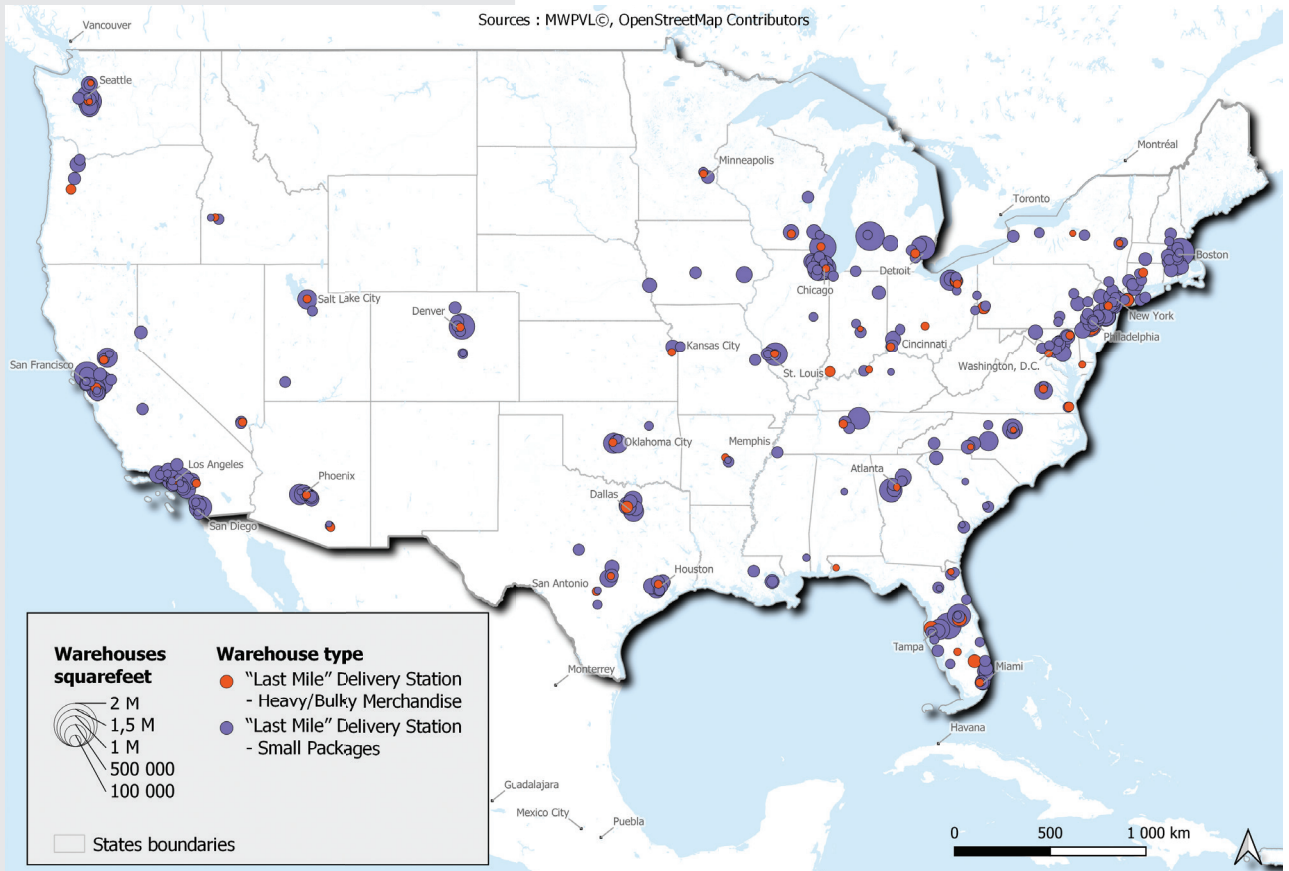 Sources : MWPVL©, OpenStreetMap Contributors
Vancouver
Seattle
Minneapolis
Montréal
Toronto
Boston
Detroit
Chicago
Salt Lake City
Denver
New York
Philadelphia
San Francisco
Kansas City
Cincinnati
Washington, D.C.
St. Louis
Oklahoma City
Memphis
Los Angeles
Phoenix
Atlanta
Dallas
San Diego
Houston
San Antonio
Tampa
Miami
Monterrey
Havana
Guadalajara
Mexico City
Puebla
Warehouses
squarefeet
2 M
1,5 M
1 M
500 000
100 000
Warehouse type
“Last Mile” Delivery Station
- Heavy/Bulky Merchandise
“Last Mile” Delivery Station
- Small Packages
States boundaries
0 500 1 000 km